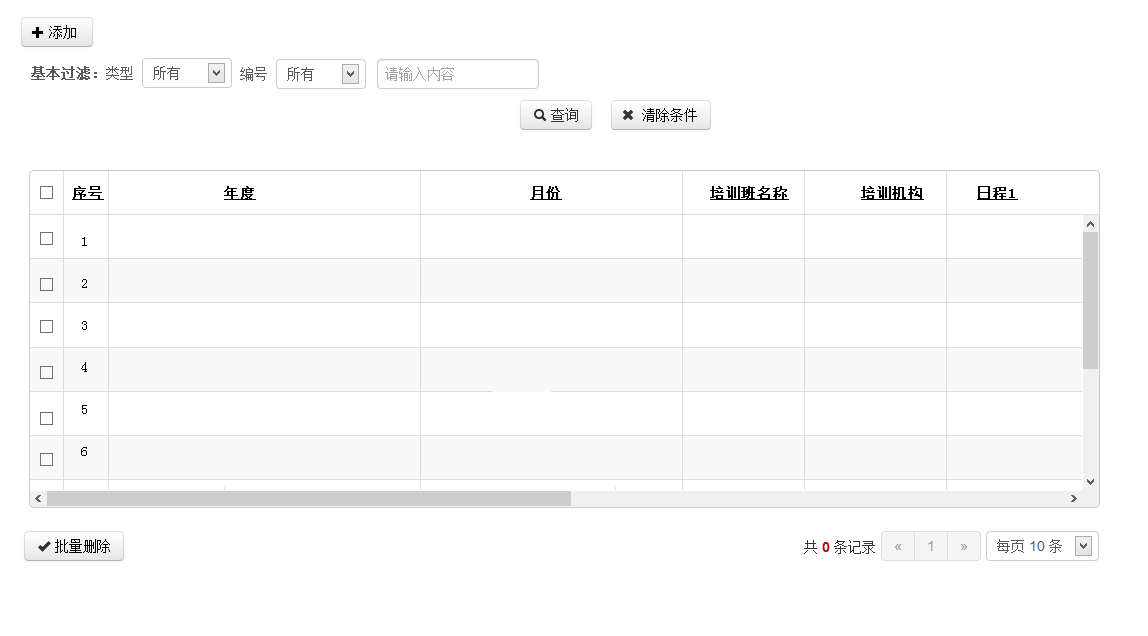 添加
基本过滤：类型 所有 编号 所有 请输入内容
查询 清除条件
序号 年度 月份 培训班名称 培训机构 日程1
1
2
3
4
5
6
批量删除 共 0 条记录 « 1 » 每页 10 条